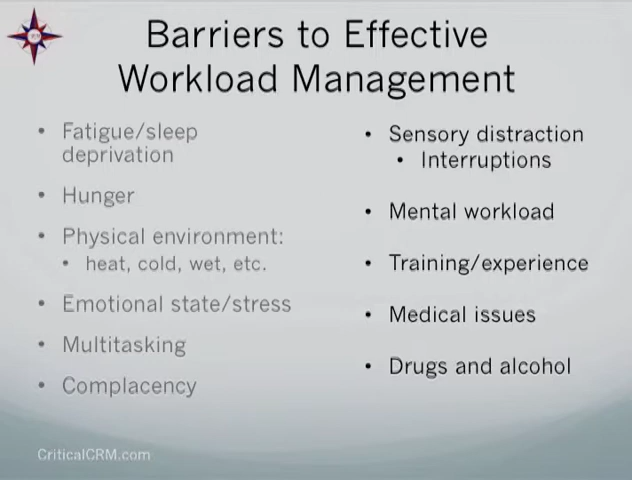 Barriers to Effective
Workload Management
• Fatigue/sleep
deprivation
• Hunger
• Physical environment:
• heat, cold, wet, etc.
• Emotional state/stress
• Multitasking
• Complacency
• Sensory distraction
• Interruptions
• Mental workload
• Training/experience
• Medical issues
• Drugs and alcohol
CriticalCRM.com